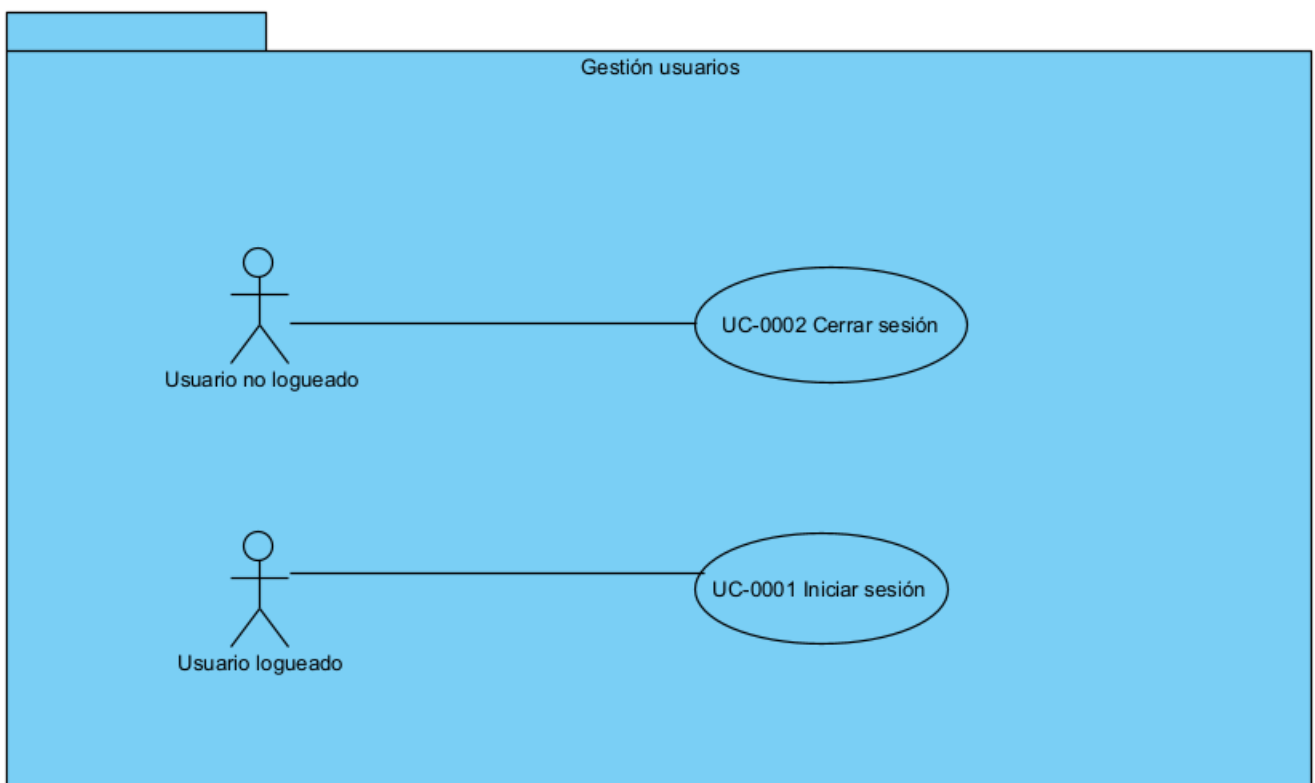 Gestión usuarios
UC-0002 Cerrar sesión
Usuario no logueado
UC-0001 Iniciar sesión
Usuario logueado